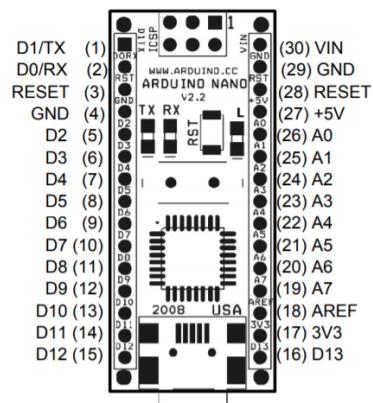 D1/TX (1)
D0/RX (2)
RESET (3)
GND (4)
D2 (5)
D3 (6)
D4 (7)
D5 (8)
D6 (9)
D7 (10)
D8 (11)
D9 (12)
D10 (13)
D11 (14)
D12 (15)
D1TX
ICSP
1
VIN
DORX
RST
GND
D2
D3
D4
D5
D6
D7
D8
D9
D10
D11
D12
WWW.ARDUINO.CC
ARDUINO NANO
V2.2
TX RX
RST
L
2008 USA
GND
RST
+5V
A0
A1
A2
A3
A4
A5
A6
A7
AREF
3V3
D13
(30) VIN
(29) GND
(28) RESET
(27) +5V
(26) A0
(25) A1
(24) A2
(23) A3
(22) A4
(21) A5
(20) A6
(19) A7
(18) AREF
(17) 3V3
(16) D13